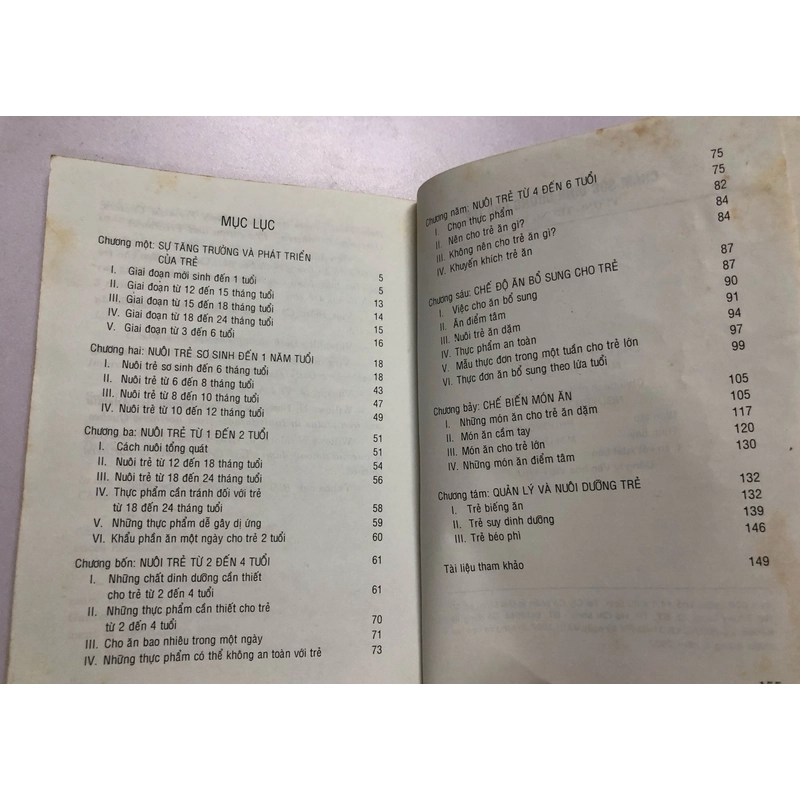 MỤC LỤC
Chương một: SỰ TĂNG TRƯỞNG VÀ PHÁT TRIỂN
CỦA TRẺ 5
I. Giai đoạn mới sinh đến 1 tuổi 5
II. Giai đoạn từ 12 đến 15 tháng tuổi 13
III. Giai đoạn từ 15 đến 18 tháng tuổi 14
IV. Giai đoạn từ 18 đến 24 tháng tuổi 15
V. Giai đoạn từ 3 đến 6 tuổi 16
Chương hai: NUÔI TRẺ SƠ SINH ĐẾN 1 NĂM TUỔI 18
I. Nuôi trẻ sơ sinh đến 6 tháng tuổi 18
II. Nuôi trẻ từ 6 đến 8 tháng tuổi 43
III. Nuôi trẻ từ 8 đến 10 tháng tuổi 47
IV. Nuôi trẻ từ 10 đến 12 tháng tuổi 49
Chương ba: NUÔI TRẺ TỪ 1 ĐẾN 2 TUỔI 51
I. Cách nuôi tổng quát 51
II. Nuôi trẻ từ 12 đến 18 tháng tuổi 54
III. Nuôi trẻ từ 18 đến 24 tháng tuổi 56
IV. Thực phẩm cần tránh đối với trẻ
từ 18 đến 24 tháng tuổi 58
V. Những thực phẩm dễ gây dị ứng 59
VI. Khẩu phần ăn một ngày cho trẻ 2 tuổi 60
Chương bốn: NUÔI TRẺ TỪ 2 ĐẾN 4 TUỔI 61
I. Những chất dinh dưỡng cần thiết
cho trẻ từ 2 đến 4 tuổi 61
II. Những thực phẩm cần thiết cho trẻ
từ 2 đến 4 tuổi 70
III. Cho ăn bao nhiêu trong một ngày 71
IV. Những thực phẩm có thể không an toàn với trẻ 73
Chương năm: NUÔI TRẺ TỪ 4 ĐẾN 6 TUỔI 75
I. Chọn thực phẩm 75
II. Nên cho trẻ ăn gì? 82
III. Không nên cho trẻ ăn gì? 84
IV. Khuyến khích trẻ ăn 84
Chương sáu: CHẾ ĐỘ ĂN BỔ SUNG CHO TRẺ 87
I. Việc cho ăn bổ sung 87
II. Ăn điểm tâm 90
III. Nuôi trẻ ăn dặm 91
IV. Thực phẩm an toàn 94
V. Mẫu thực đơn trong một tuần cho trẻ lớn 97
VI. Thực đơn ăn bổ sung theo lứa tuổi 99
Chương bảy: CHẾ BIẾN MÓN ĂN 105
I. Những món ăn cho trẻ ăn dặm 105
II. Món ăn cầm tay 117
III. Món ăn cho trẻ lớn 120
IV. Những món ăn điểm tâm 130
Chương tám: QUẢN LÝ VÀ NUÔI DƯỠNG TRẺ 132
I. Trẻ biếng ăn 132
II. Trẻ suy dinh dưỡng 139
III. Trẻ béo phì 146
Tài liệu tham khảo 149